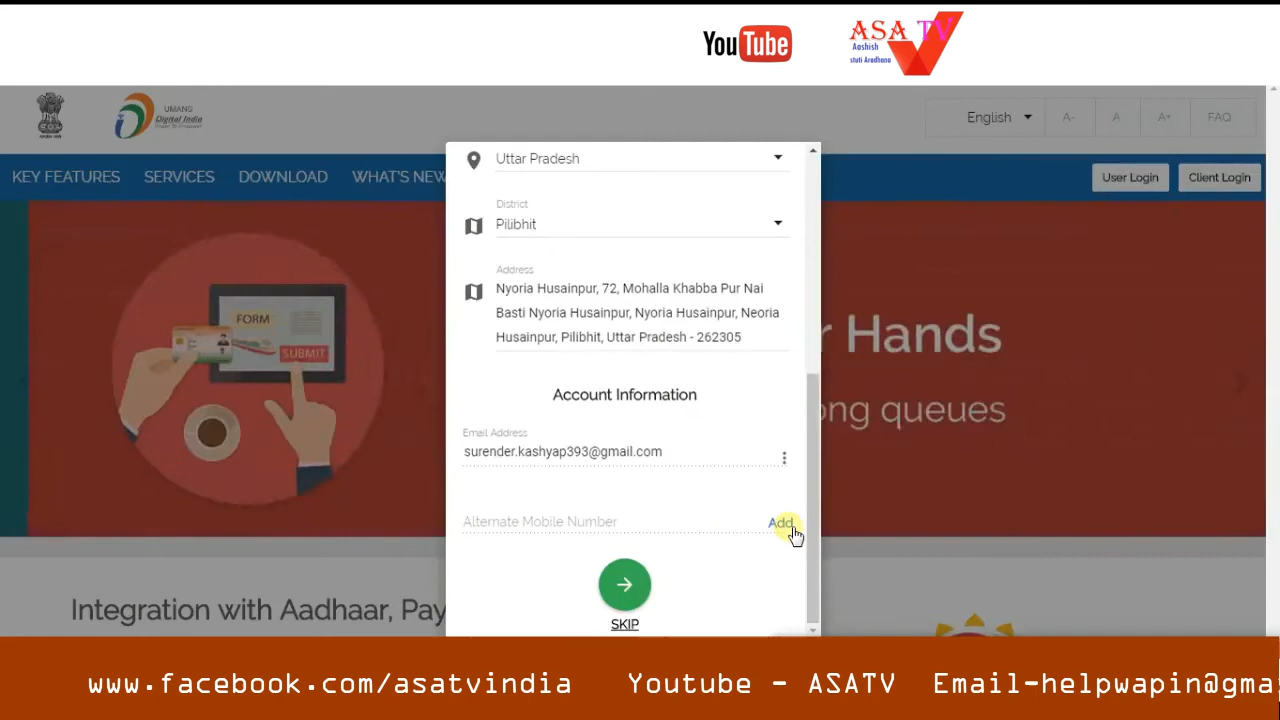 YouTube
ASA TV
Aashish
stuti Aradhana
UMANG
Digital India
English
A-
A
A+
FAQ
KEY FEATURES
SERVICES
DOWNLOAD
WHAT'S NEW
User Login
Client Login
Uttar Pradesh
District
Pilibhit
Address
Nyoria Husainpur, 72, Mohalla Khabba Pur Nai
Basti Nyoria Husainpur, Nyoria Husainpur, Neoria
Husainpur, Pilibhit, Uttar Pradesh - 262305
FORM
SUBMIT
r Hands
ong queues
Account Information
Email Address
surender.kashyap393@gmail.com
Alternate Mobile Number
Add
SKIP
Integration with Aadhaar, Pay
www.facebook.com/asatvindia Youtube - ASATV Email-helpwapin@gma